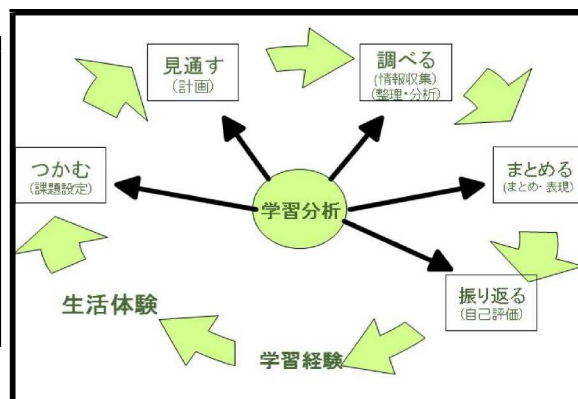 見通す
(計画)
調べる
(情報収集)
(整理・分析)
つかむ
(課題設定)
学習分析
まとめる
(まとめ・表現)
振り返る
(自己評価)
生活体験
学習経験